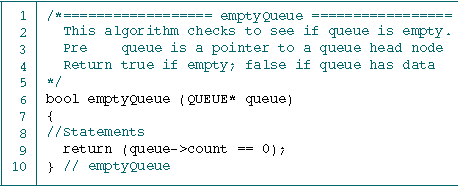 1 /*================== emptyQueue =================
2 This algorithm checks to see if queue is empty.
3 Pre queue is a pointer to a queue head node
4 Return true if empty; false if queue has data
5 */
6 bool emptyQueue (QUEUE* queue)
7 {
8 //Statements
9 return (queue->count == 0);
10 } // emptyQueue